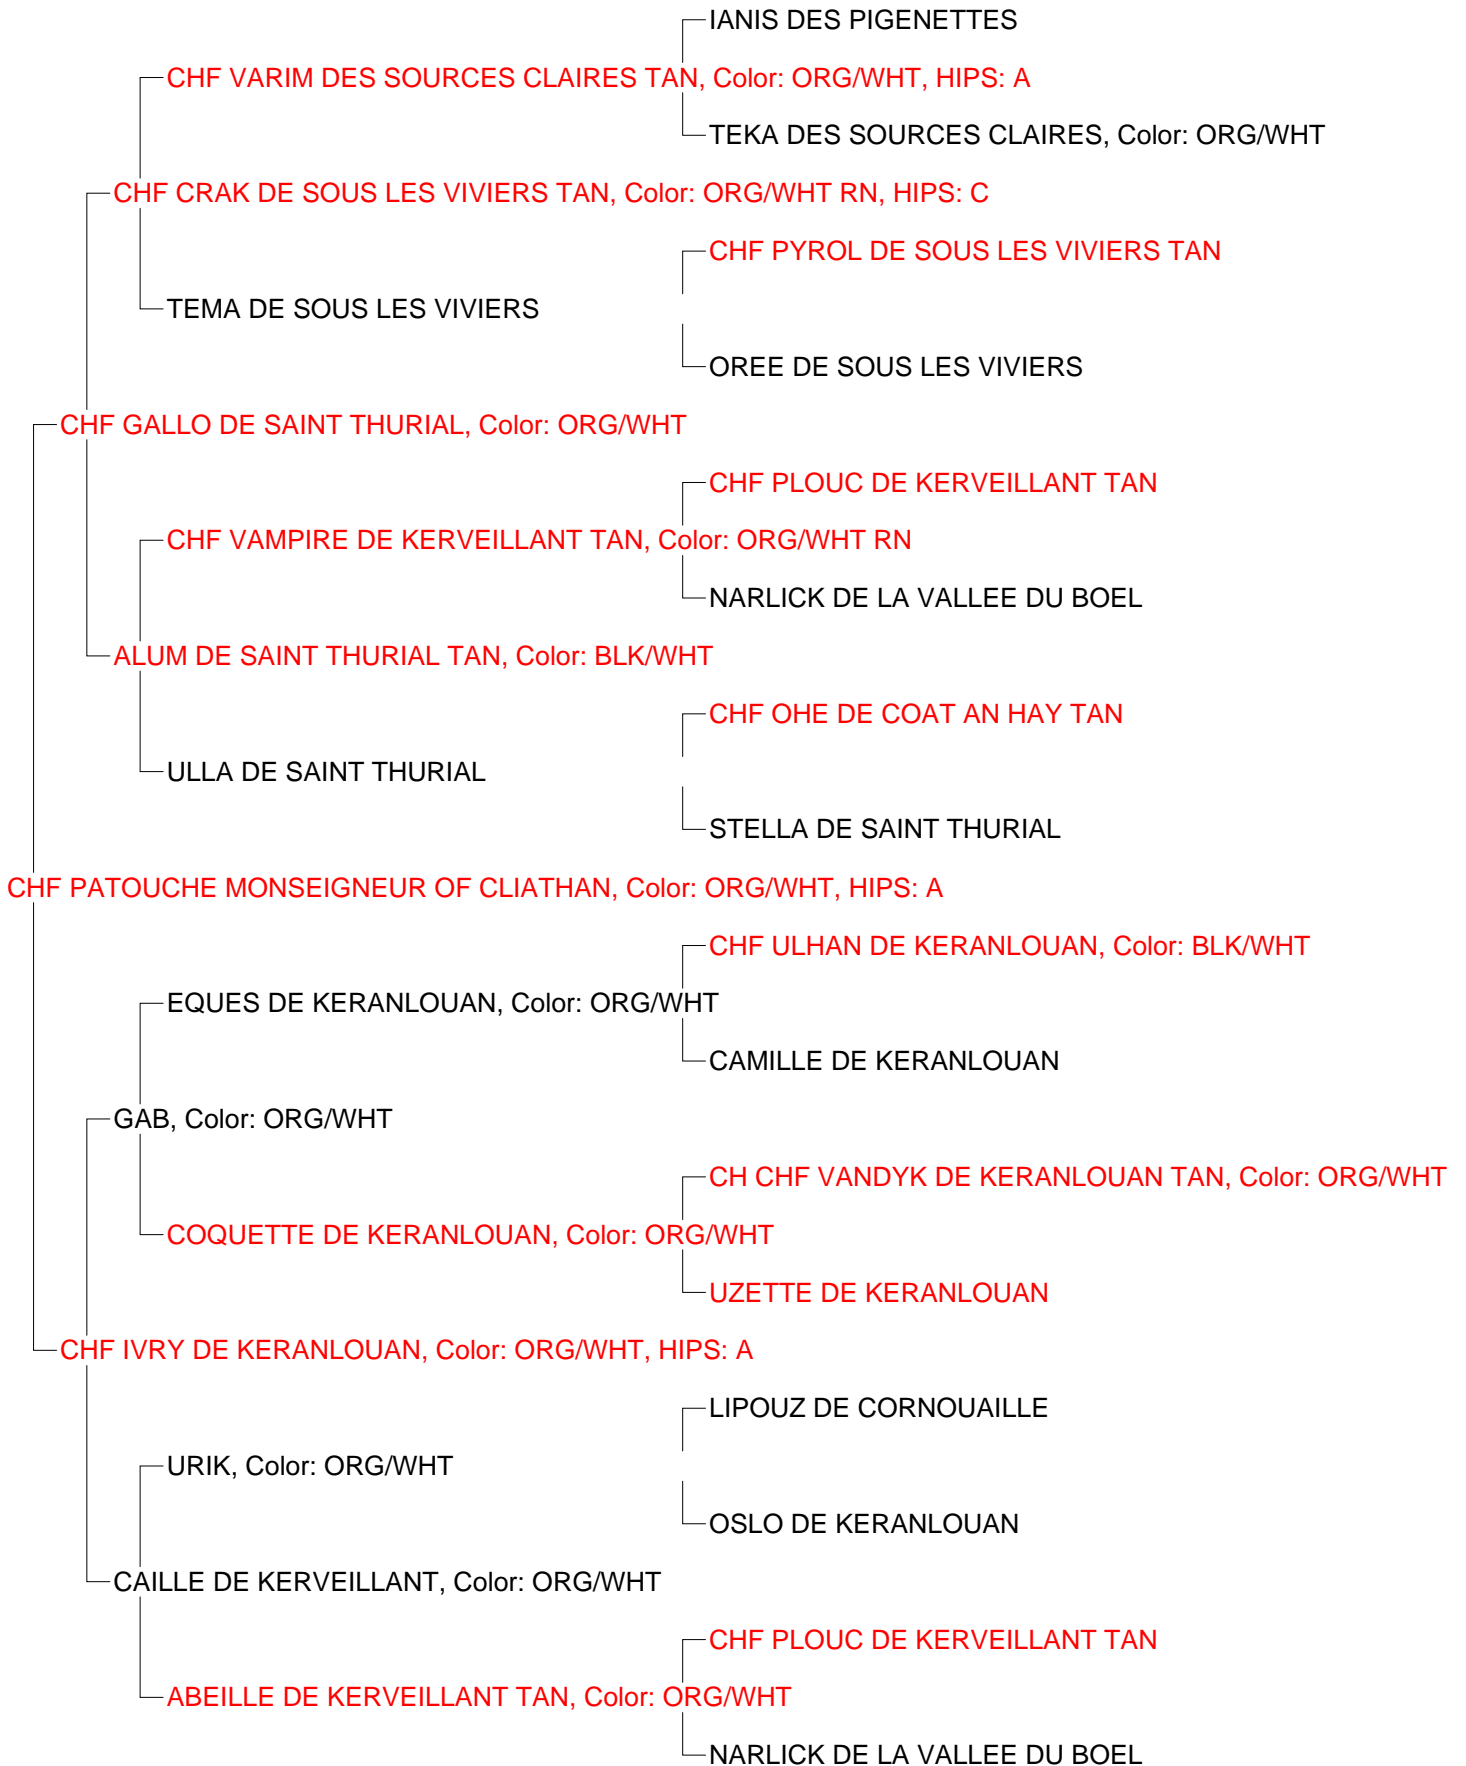 IANIS DES PIGENETTES
CHF VARIM DES SOURCES CLAIRES TAN, Color: ORG/WHT, HIPS: A
TEKA DES SOURCES CLAIRES, Color: ORG/WHT
CHF CRAK DE SOUS LES VIVIERS TAN, Color: ORG/WHT RN, HIPS: C
CHF PYROL DE SOUS LES VIVIERS TAN
TEMA DE SOUS LES VIVIERS
OREE DE SOUS LES VIVIERS
CHF GALLO DE SAINT THURIAL, Color: ORG/WHT
CHF PLOUC DE KERVEILLANT TAN
CHF VAMPIRE DE KERVEILLANT TAN, Color: ORG/WHT RN
NARLICK DE LA VALLEE DU BOEL
ALUM DE SAINT THURIAL TAN, Color: BLK/WHT
CHF OHE DE COAT AN HAY TAN
ULLA DE SAINT THURIAL
STELLA DE SAINT THURIAL
CHF PATOUCHE MONSEIGNEUR OF CLIATHAN, Color: ORG/WHT, HIPS: A
CHF ULHAN DE KERANLOUAN, Color: BLK/WHT
EQUES DE KERANLOUAN, Color: ORG/WHT
CAMILLE DE KERANLOUAN
GAB, Color: ORG/WHT
CH CHF VANDYK DE KERANLOUAN TAN, Color: ORG/WHT
COQUETTE DE KERANLOUAN, Color: ORG/WHT
UZETTE DE KERANLOUAN
CHF IVRY DE KERANLOUAN, Color: ORG/WHT, HIPS: A
LIPOUZ DE CORNOUAILLE
URIK, Color: ORG/WHT
OSLO DE KERANLOUAN
CAILLE DE KERVEILLANT, Color: ORG/WHT
CHF PLOUC DE KERVEILLANT TAN
ABEILLE DE KERVEILLANT TAN, Color: ORG/WHT
NARLICK DE LA VALLEE DU BOEL